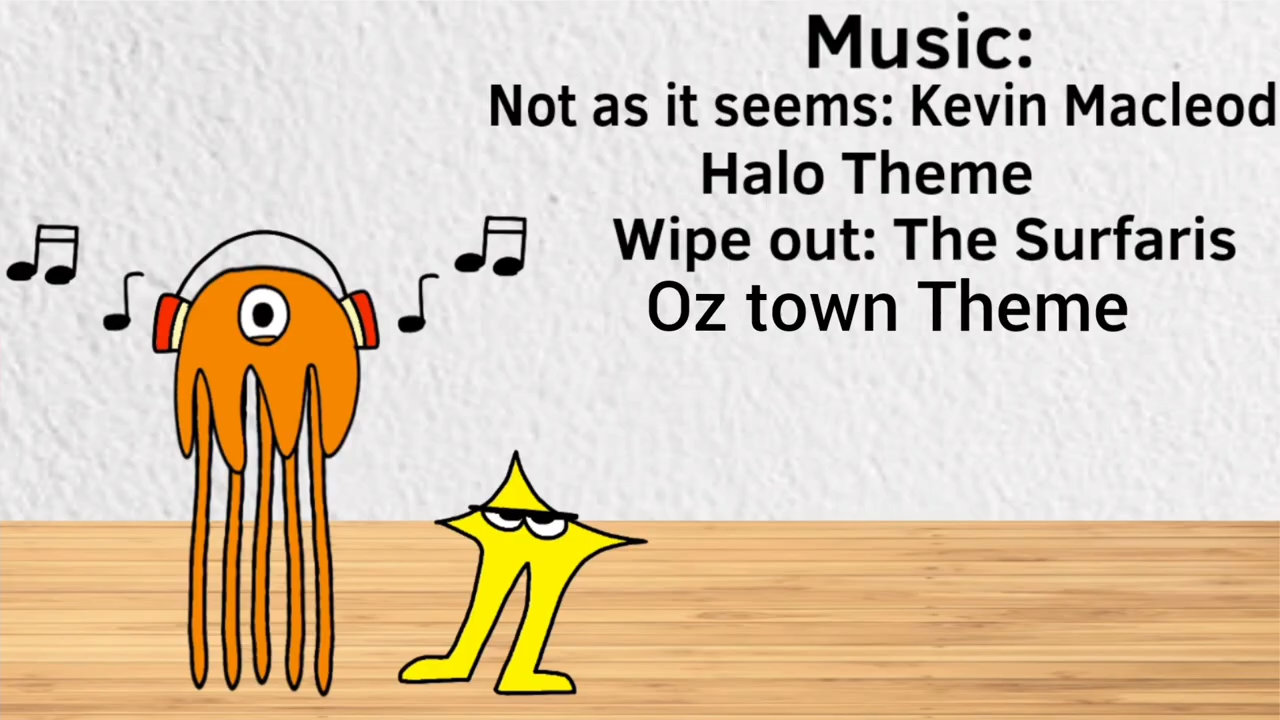 Music:
Not as it seems: Kevin Macleod
Halo Theme
Wipe out: The Surfaris
Oz town Theme